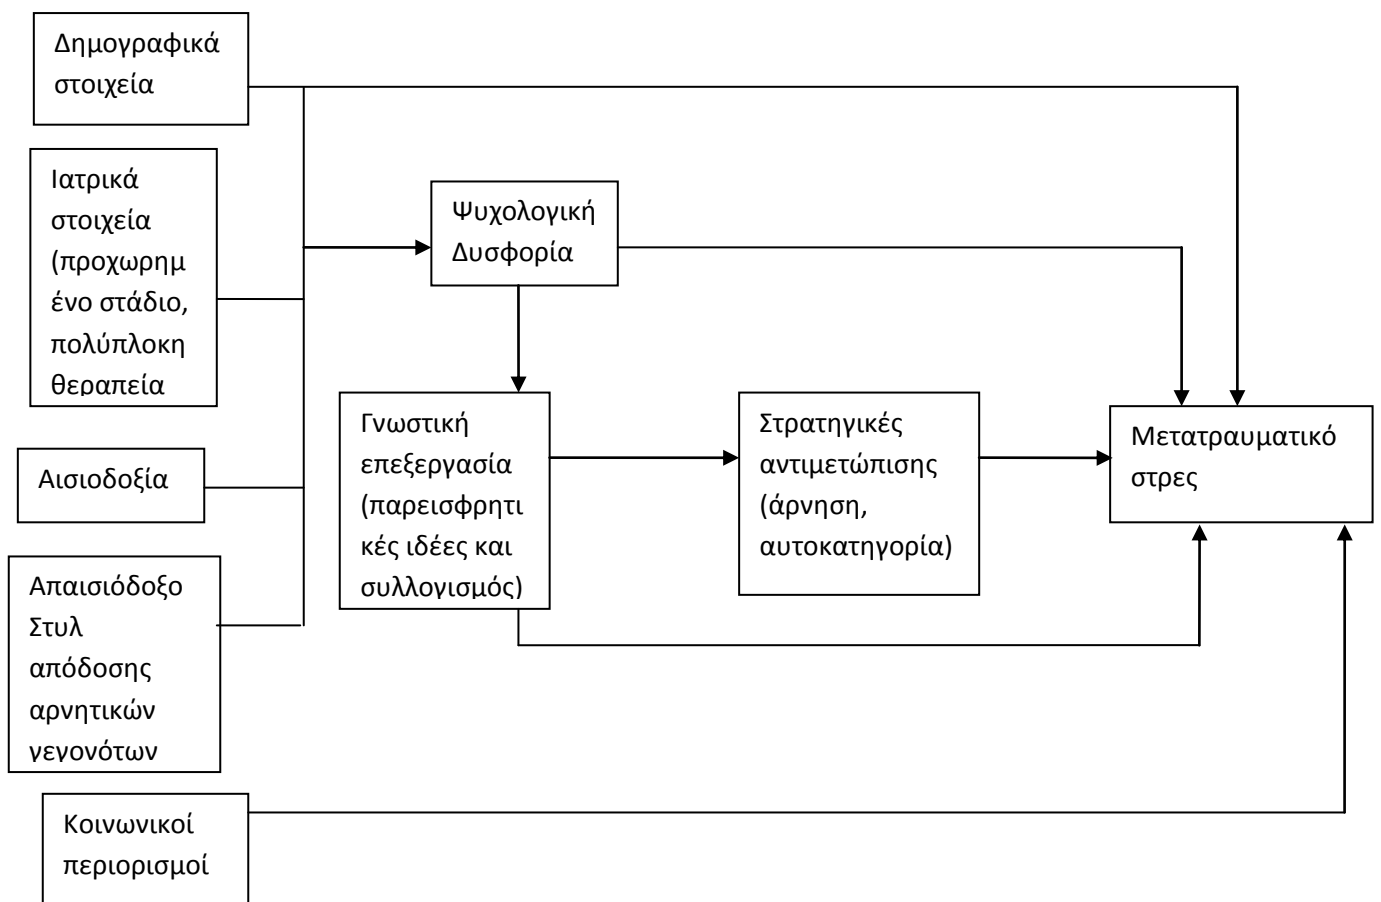 Δημογραφικά
στοιχεία
Ιατρικά
στοιχεία
(προχωρημ
ένο στάδιο,
πολύπλοκη
θεραπεία
Αισιοδοξία
Απαισιόδοξο
Στυλ
απόδοσης
αρνητικών
γεγονότων
Κοινωνικοί
περιορισμοί
Ψυχολογική
Δυσφορία
Γνωστική
επεξεργασία
(παρεισφρητι
κές ιδέες και
συλλογισμός)
Στρατηγικές
αντιμετώπισης
(άρνηση,
αυτοκατηγορία)
Μετατραυματικό
στρες